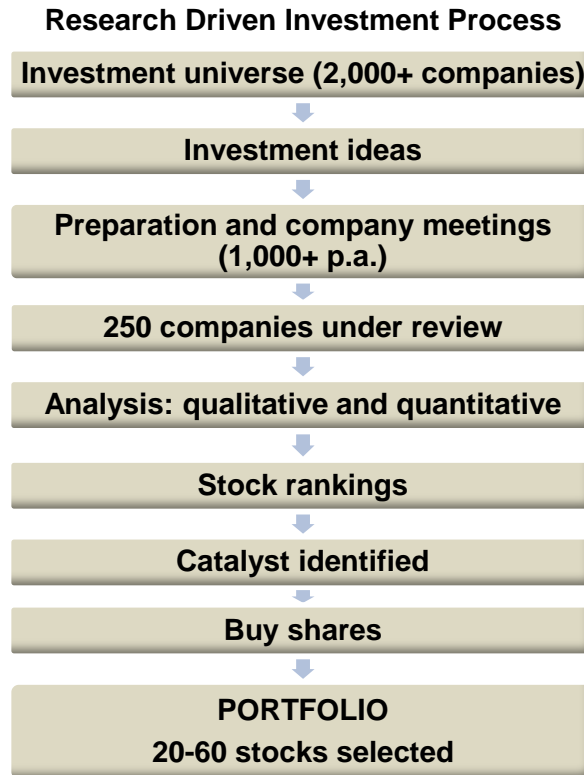 Research Driven Investment Process
Investment universe (2,000+ companies)
Investment ideas
Preparation and company meetings
(1,000+ p.a.)
250 companies under review
Analysis: qualitative and quantitative
Stock rankings
Catalyst identified
Buy shares
PORTFOLIO
20-60 stocks selected